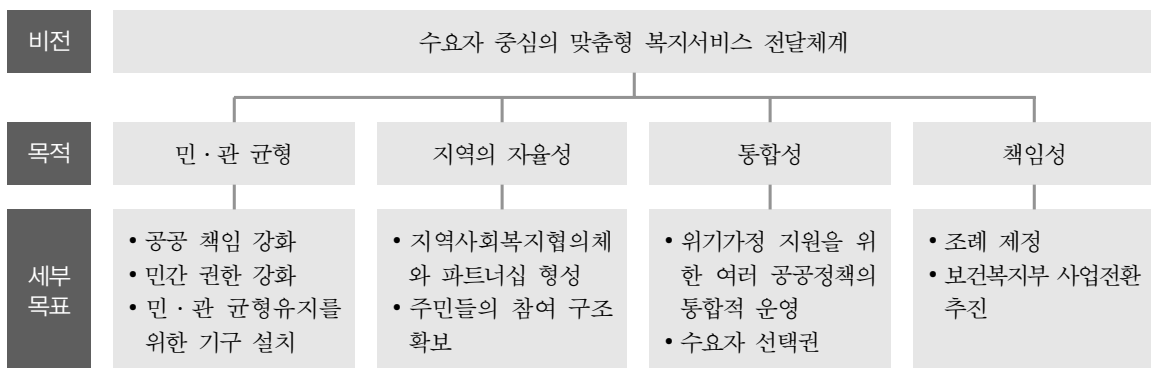 비전
수요자 중심의 맞춤형 복지서비스 전달체계
목적
민 · 관 균형
지역의 자율성
통합성
책임성
세부
목표
• 공공 책임 강화
• 민간 권한 강화
• 민 · 관 균형유지를
위한 기구 설치
• 지역사회복지협의체
와 파트너십 형성
• 주민들의 참여 구조
확보
• 위기가정 지원을 위
한 여러 공공정책의
통합적 운영
• 수요자 선택권
• 조례 제정
• 보건복지부 사업전환
추진